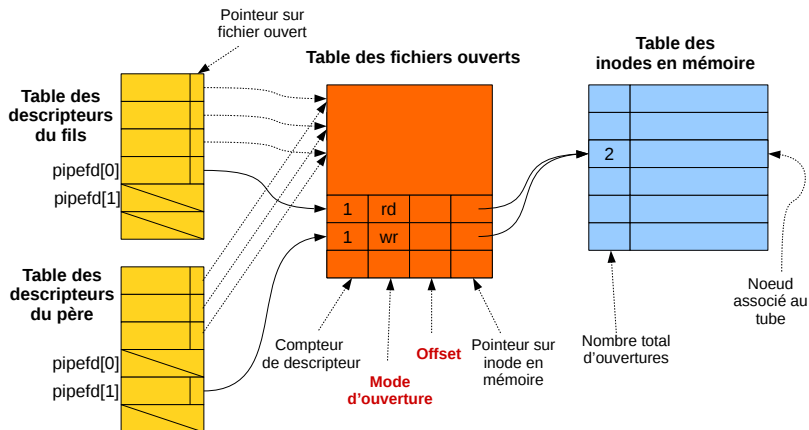 Pointeur sur
fichier ouvert
Table des fichiers ouverts
Table des
inodes en mémoire
Table des
descripteurs
du fils
pipefd[0]
pipefd[1]
2
1 rd
1 wr
Table des
descripteurs
du père
pipefd[0]
pipefd[1]
Compteur
de descripteur
Mode
d'ouverture
Offset
Pointeur sur
inode en
mémoire
Nombre total
d'ouvertures
Noeud
associé au
tube